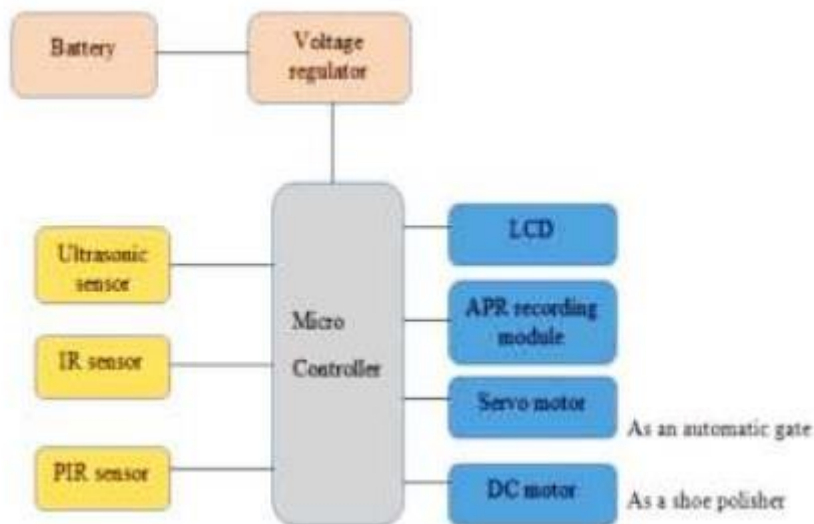 Battery
Voltage
regulator
Ultrasonic
sensor
IR sensor
PIR sensor
Micro
Controller
LCD
APR recording
module
Servo motor
As an automatic gate
DC motor
As a shoe polisher